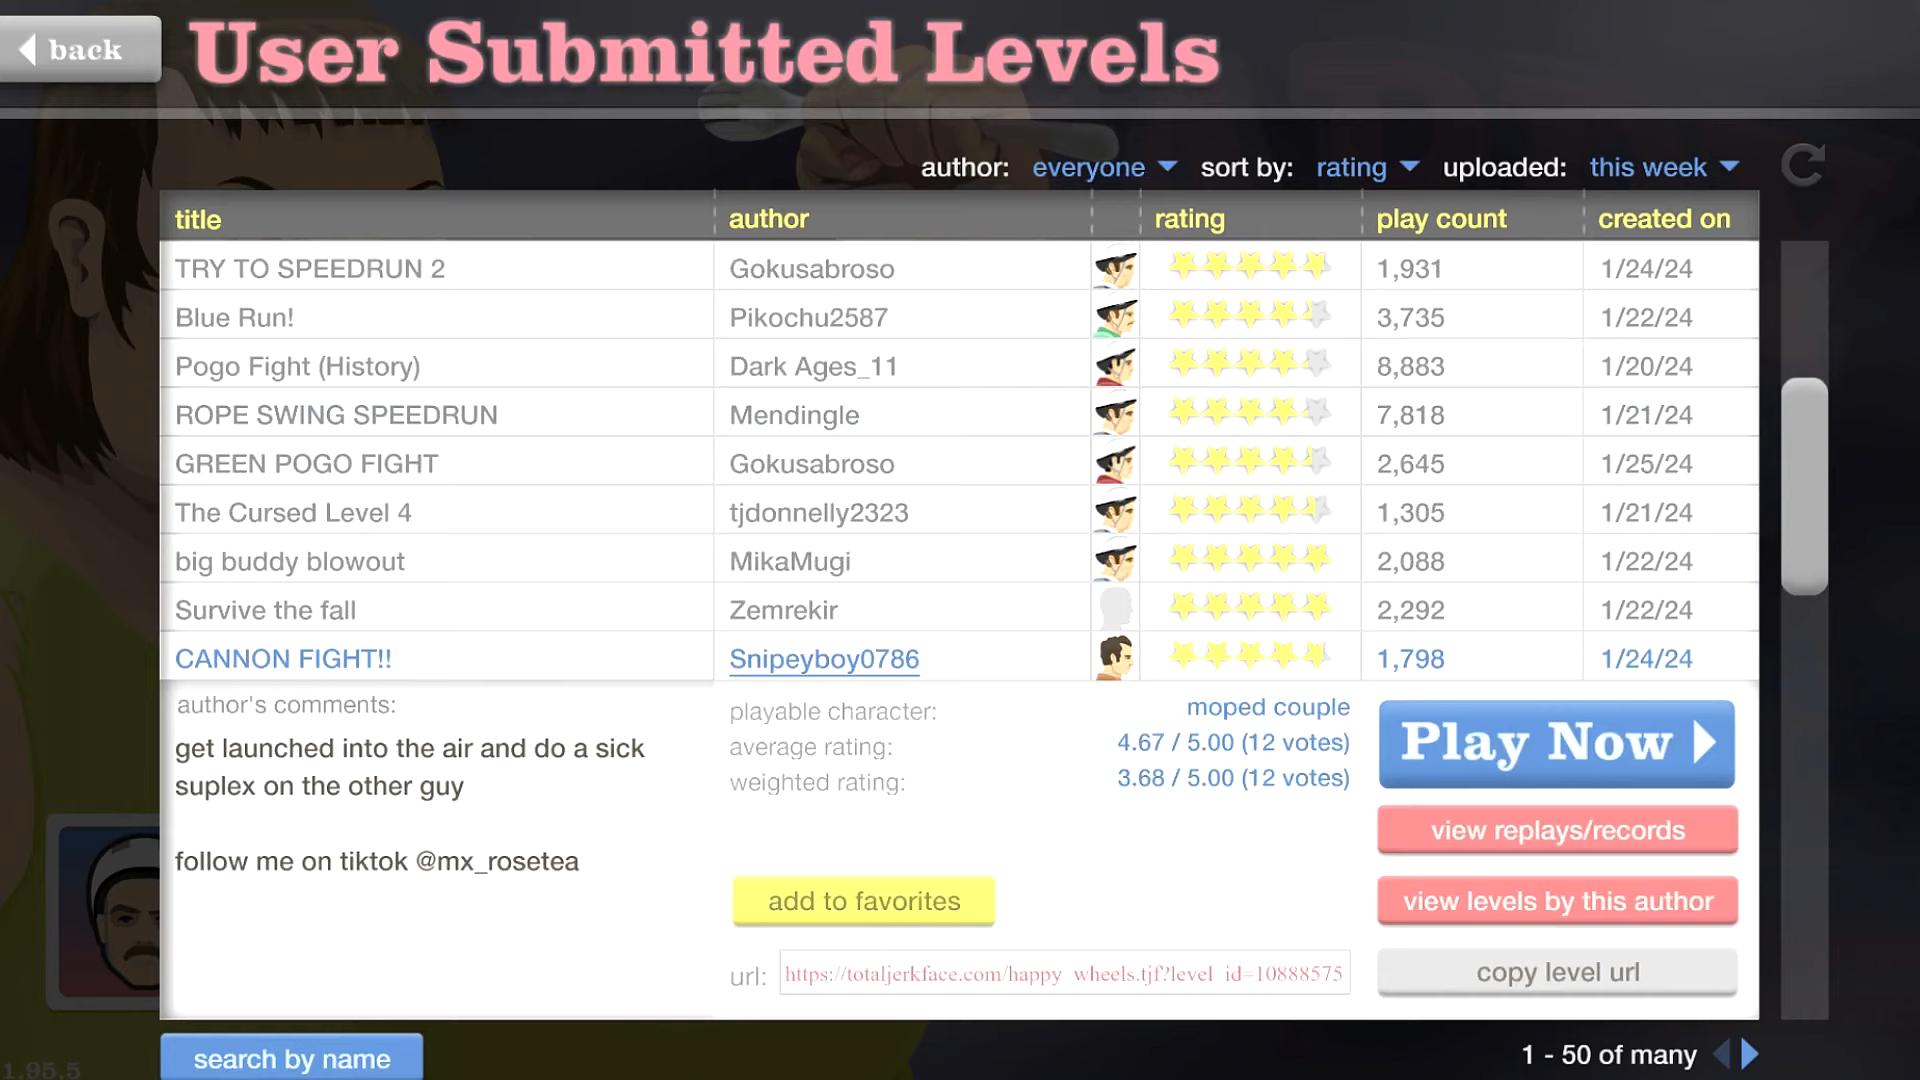 back
User Submitted Levels
author: everyone sort by: rating uploaded: this week
title author rating play count created on
TRY TO SPEEDRUN 2 Gokusabroso 1,931 1/24/24
Blue Run! Pikochu2587 3,735 1/22/24
Pogo Fight (History) Dark Ages_11 8,883 1/20/24
ROPE SWING SPEEDRUN Mendingle 7,818 1/21/24
GREEN POGO FIGHT Gokusabroso 2,645 1/25/24
The Cursed Level 4 tjdonnelly2323 1,305 1/21/24
big buddy blowout MikaMugi 2,088 1/22/24
Survive the fall Zemrekir 2,292 1/22/24
CANNON FIGHT!! Snipeyboy0786 1,798 1/24/24
author's comments:
get launched into the air and do a sick
suplex on the other guy
follow me on tiktok @mx_rosetea
playable character: moped couple
average rating: 4.67 / 5.00 (12 votes)
weighted rating: 3.68 / 5.00 (12 votes)
add to favorites
url: https://totaljerkface.com/happy_wheels.tjf?level_id=10888575
Play Now
view replays/records
view levels by this author
copy level url
search by name
1 - 50 of many
1.95.5